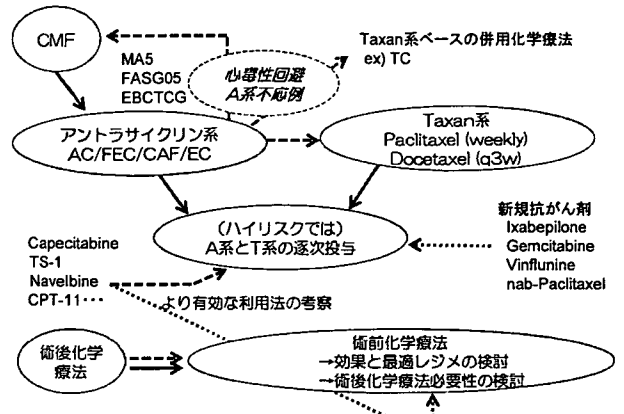 CMF
MA5
FASG05
EBCTCG
心毒性回避
A系不応例
Taxan系ベースの併用化学療法
ex) TC
アントラサイクリン系
AC/FEC/CAF/EC
Taxan系
Paclitaxel (weekly)
Docetaxel (q3w)
(ハイリスクでは)
A系とT系の逐次投与
新規抗がん剤
Ixabepilone
Gemcitabine
Vinflunine
nab-Paclitaxel
Capecitabine
TS-1
Navelbine
CPT-11…
より有効な利用法の考察
術後化学
療法
術前化学療法
→効果と最適レジメの検討
→術後化学療法必要性の検討